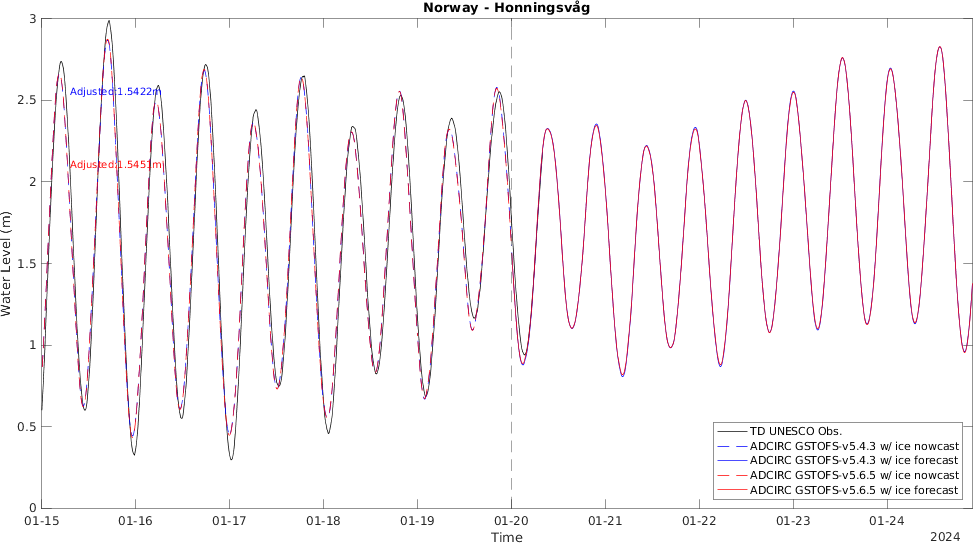 Norway - Honningsvåg
3
2.5
2
1.5
1
0.5
0
Water Level (m)
Adjusted:1.5422m
Adjusted:1.5451m
TD UNESCO Obs.
ADCIRC GSTOFS-v5.4.3 w/ ice nowcast
ADCIRC GSTOFS-v5.4.3 w/ ice forecast
ADCIRC GSTOFS-v5.6.5 w/ ice nowcast
ADCIRC GSTOFS-v5.6.5 w/ ice forecast
01-15 01-16 01-17 01-18 01-19 01-20 01-21 01-22 01-23 01-24
Time
2024